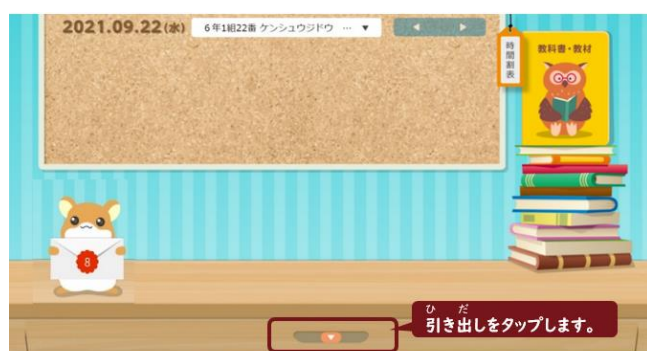 2021.09.22(水)
6年1組22番 ケンシュウジドウ …
時間割表
教科書・教材
8
ひ だ
引き出しをタップします。